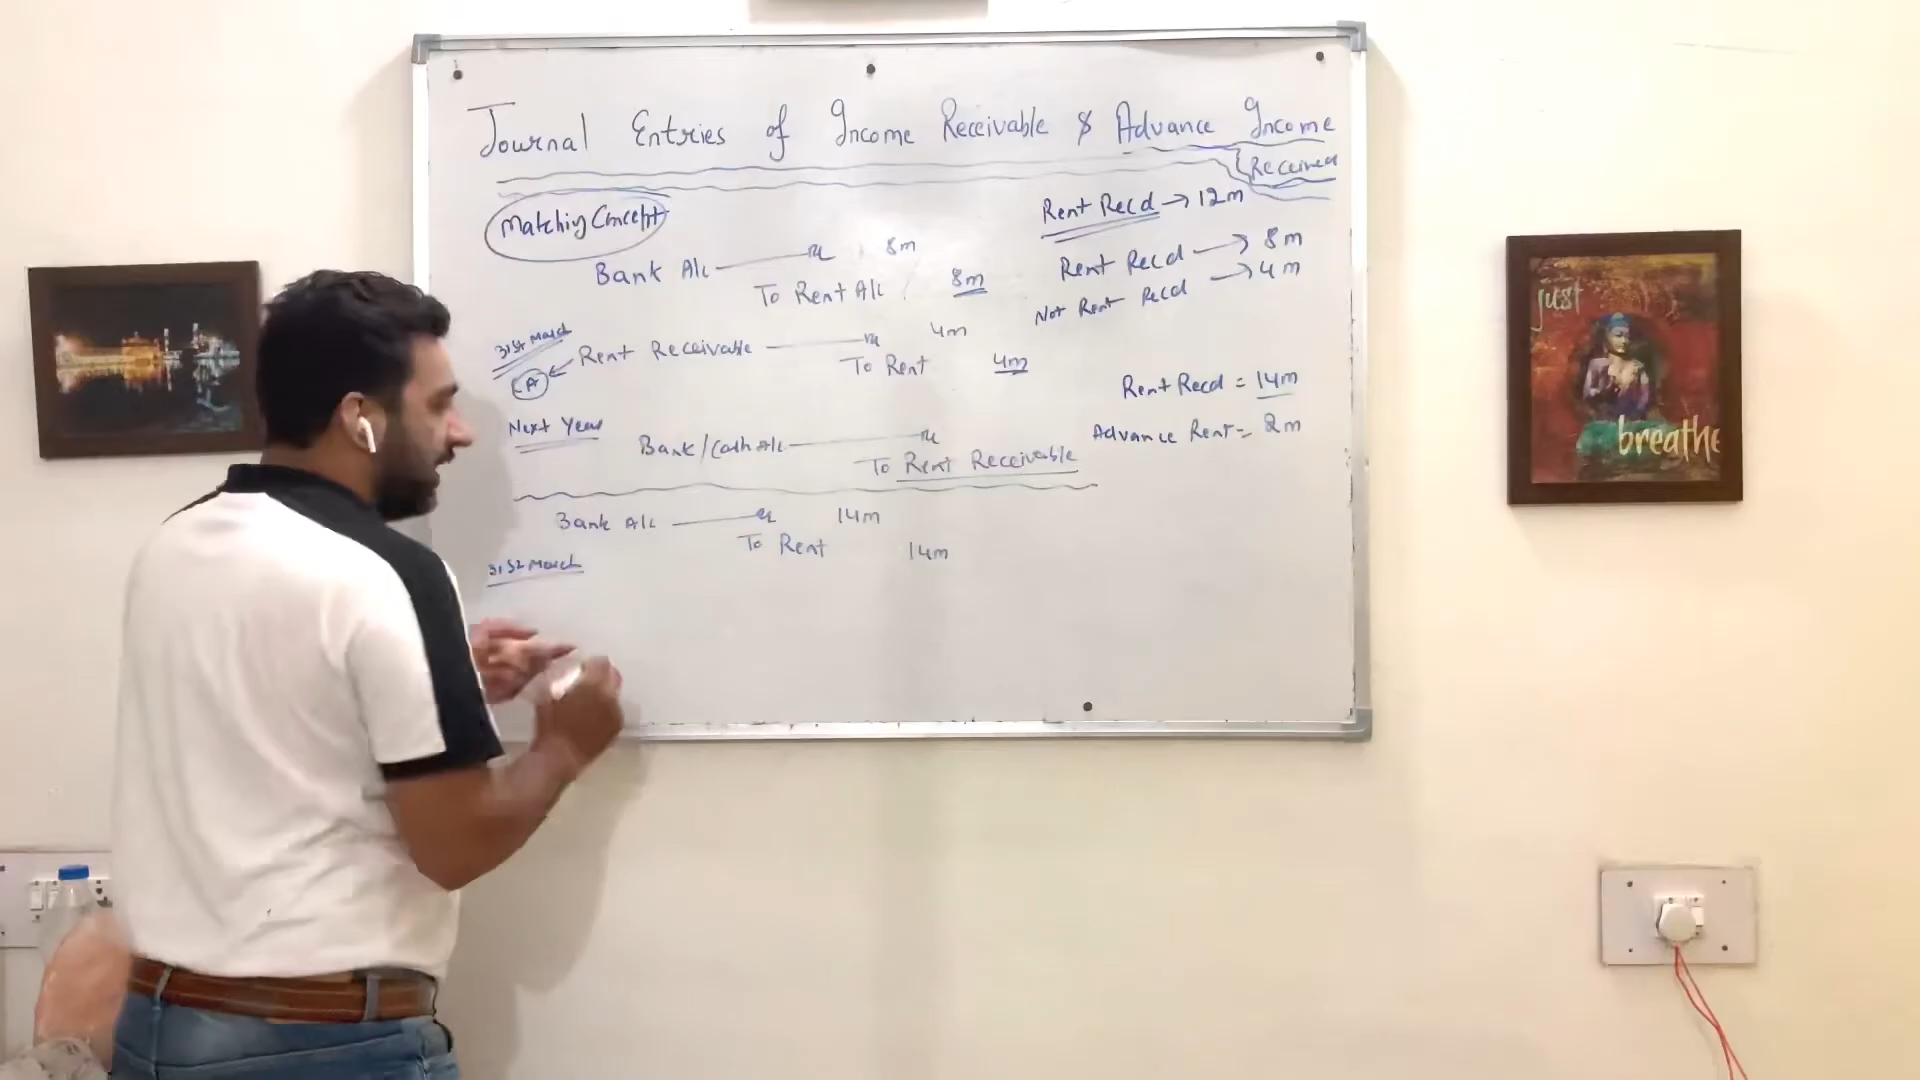 Journal Entries of Income Receivable & Advance Income
Received
Matching Concept
Rent Recd → 12m
Bank A/c Dr 8m
To Rent A/c 8m
Rent Recd → 8m
Not Rent Recd → 4m
31st March
Rent Receivable Dr 4m
To Rent 4m
CA
Rent Recd = 14m
Advance Rent = 2m
Next Year
Bank/Cash A/c Dr
To Rent Receivable
Bank A/c Dr 14m
To Rent 14m
31st March
just
breathe